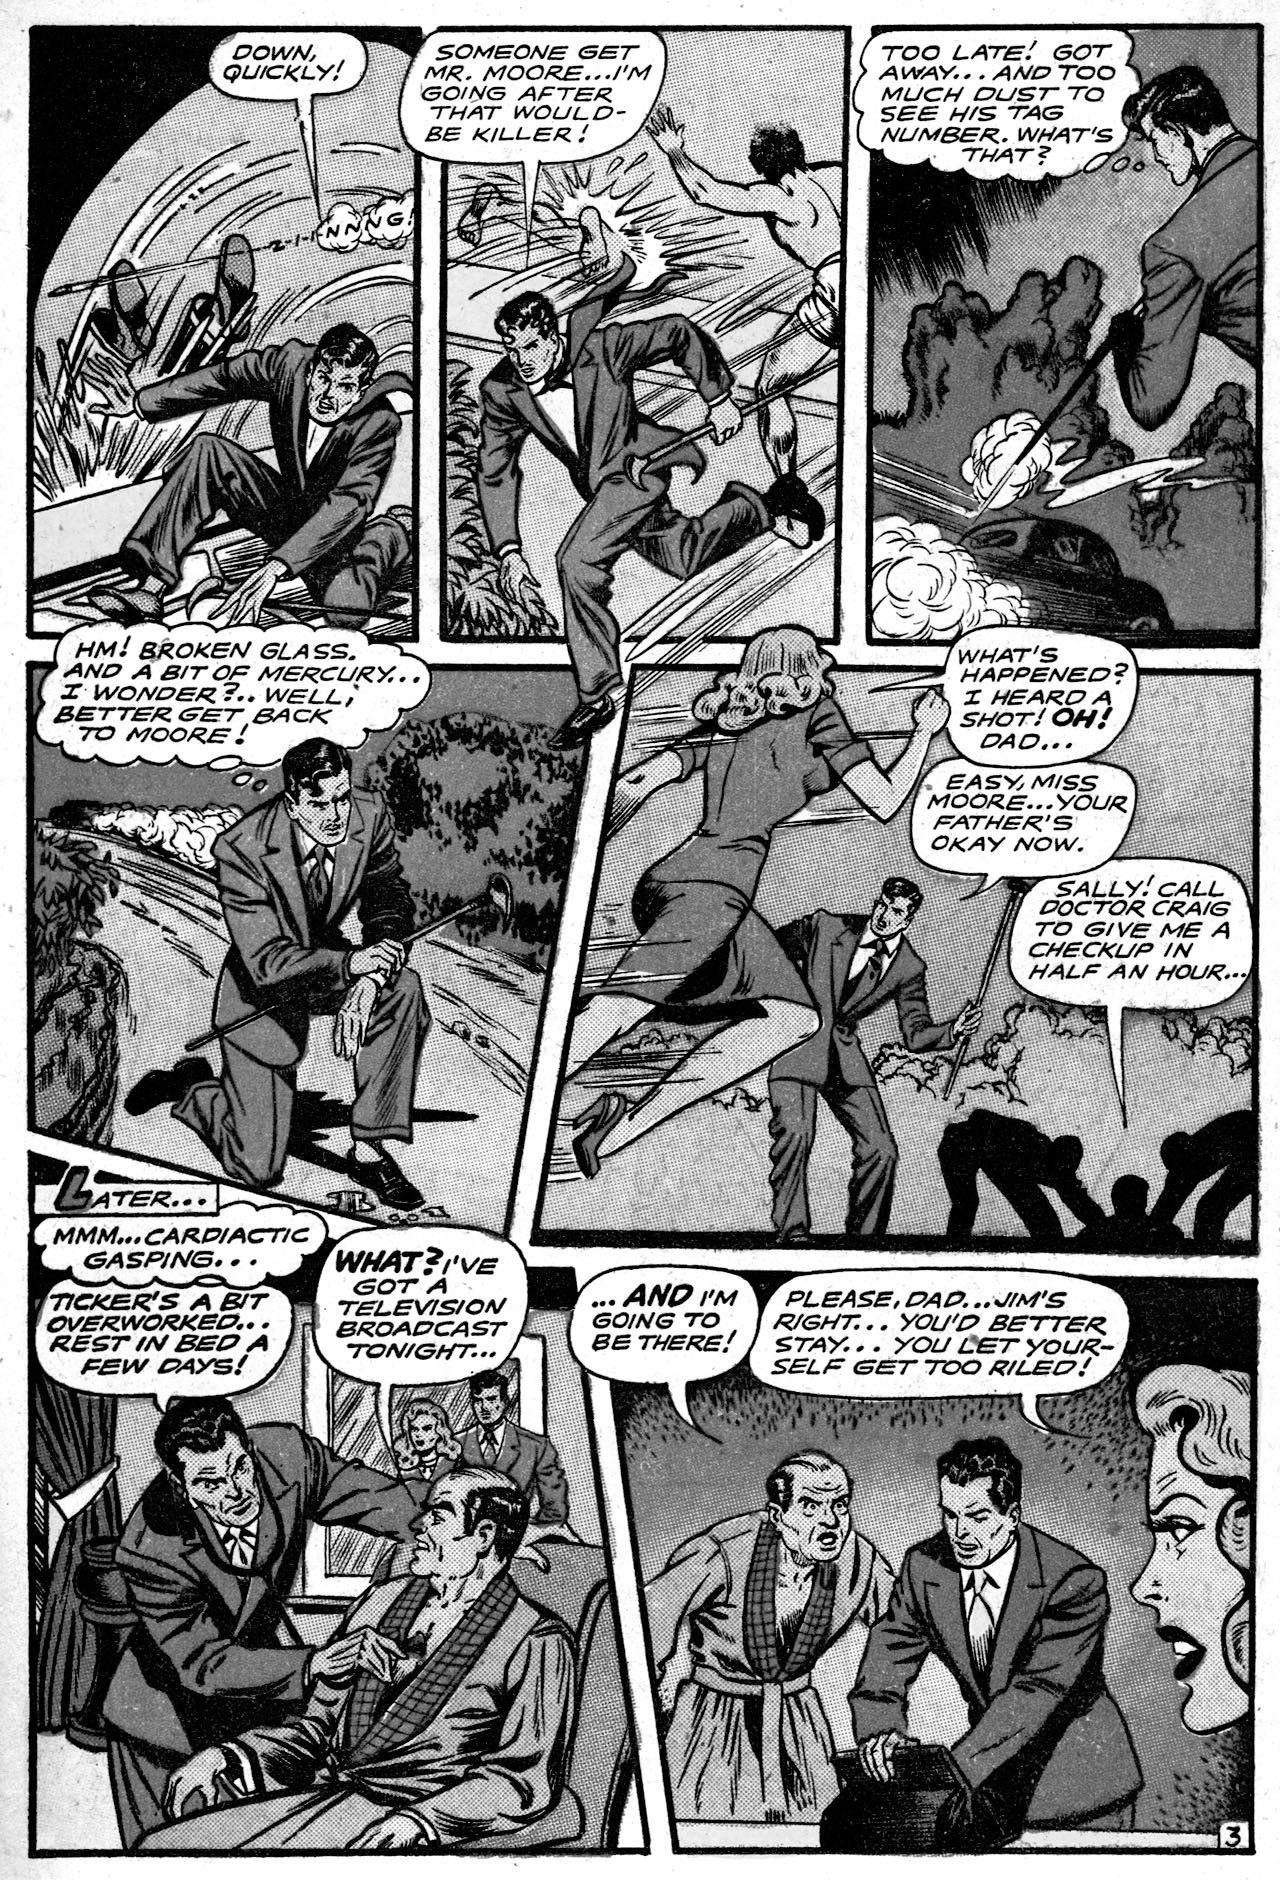 DOWN,
QUICKLY!
2-1-1
NNNG!
SOMEONE GET
MR. MOORE...I'M
GOING AFTER
THAT WOULD-
BE KILLER!
TOO LATE! GOT
AWAY... AND TOO
MUCH DUST TO
SEE HIS TAG
NUMBER. WHAT'S
THAT?
HM! BROKEN GLASS.
AND A BIT OF MERCURY...
I WONDER?.. WELL,
BETTER GET BACK
TO MOORE!
WHAT'S
HAPPENED?
I HEARD A
SHOT! OH!
DAD...
EASY, MISS
MOORE...YOUR
FATHER'S
OKAY NOW.
SALLY! CALL
DOCTOR CRAIG
TO GIVE ME A
CHECKUP IN
HALF AN HOUR...
LATER...
MMM...CARDIACTIC
GASPING...
TICKER'S A BIT
OVERWORKED...
REST IN BED A
FEW DAYS!
WHAT? I'VE
GOT A
TELEVISION
BROADCAST
TONIGHT...
...AND I'M
GOING TO
BE THERE!
PLEASE, DAD...JIM'S
RIGHT... YOU'D BETTER
STAY... YOU LET YOUR-
SELF GET TOO RILED!
3